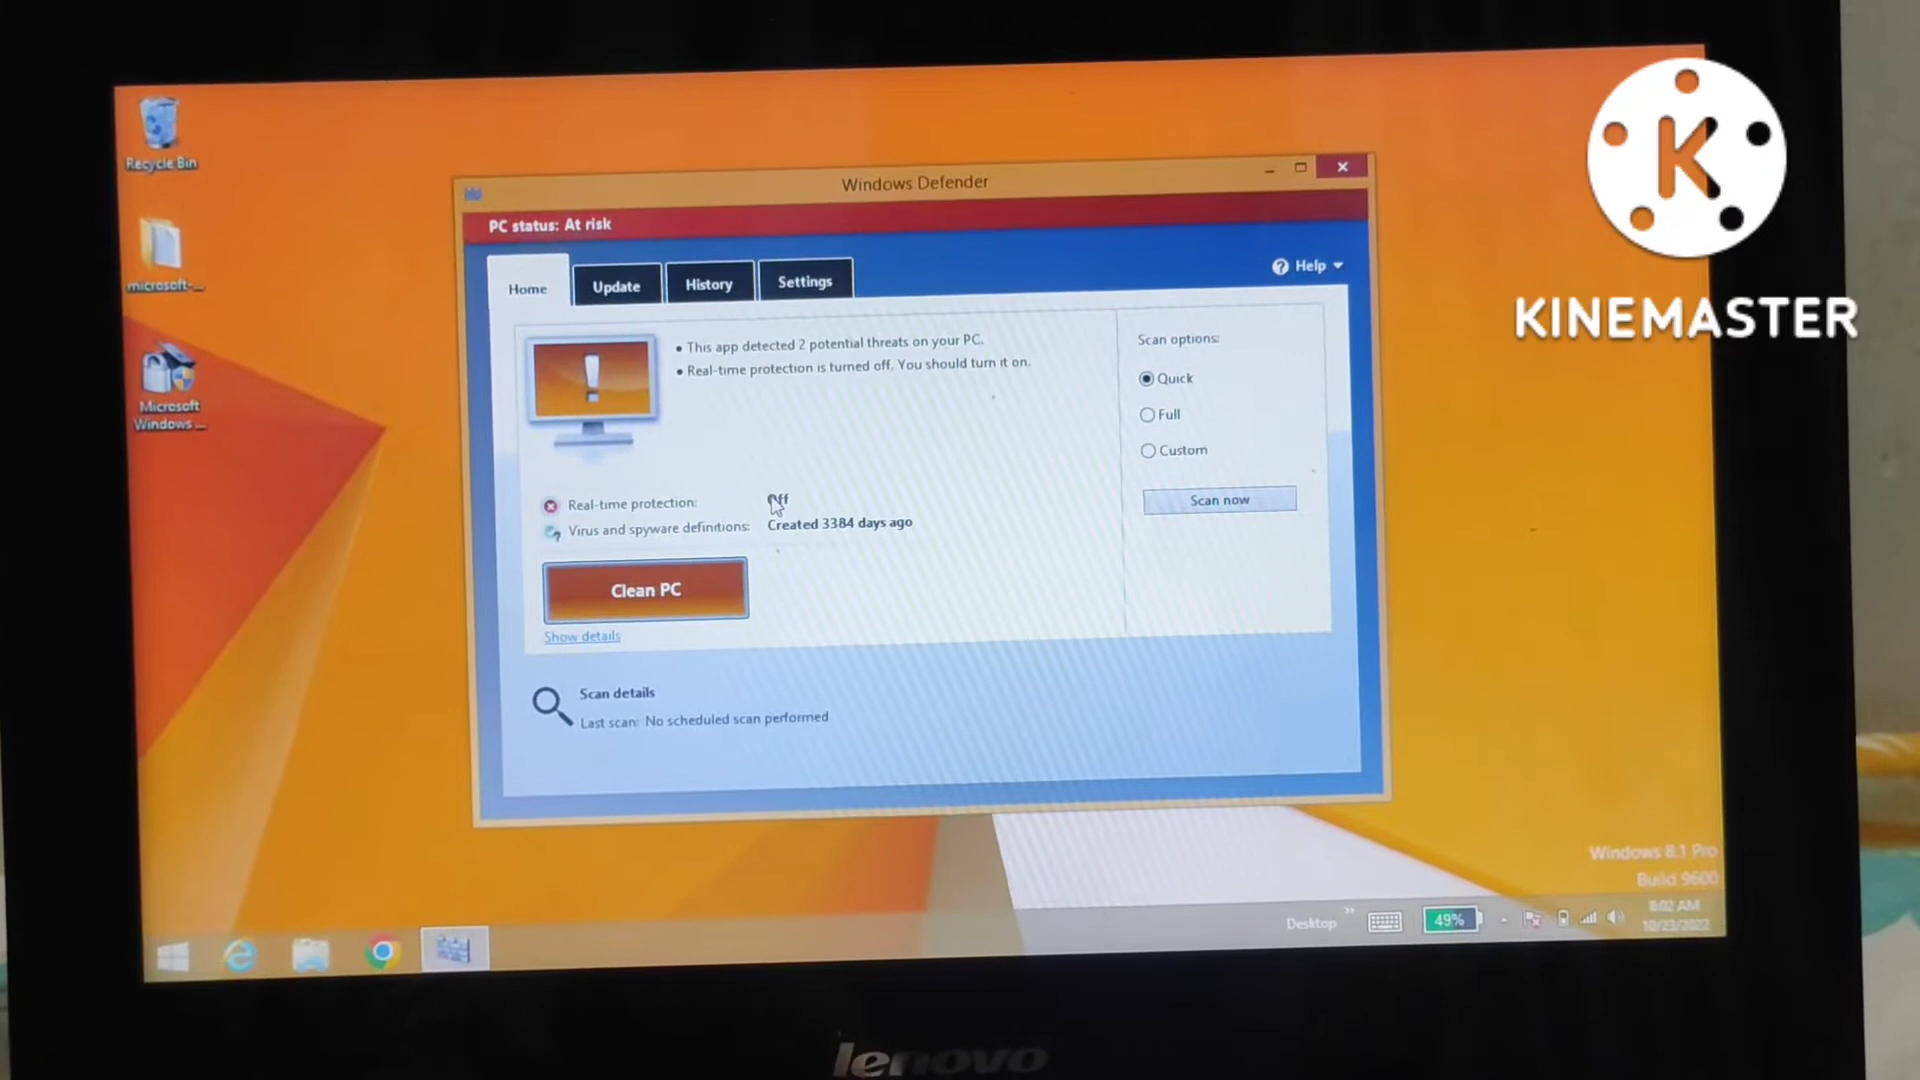 Recycle Bin
microsoft-...
Microsoft
Windows ...
Windows Defender
PC status: At risk
Home
Update
History
Settings
Help
This app detected 2 potential threats on your PC.
Real-time protection is turned off. You should turn it on.
Scan options:
Quick
Full
Custom
Scan now
Real-time protection:
Off
Virus and spyware definitions:
Created 3384 days ago
Clean PC
Show details
Scan details
Last scan: No scheduled scan performed
K
KINEMASTER
Windows 8.1 Pro
Build 9600
Desktop
49%
8:02 AM
10/23/2022
lenovo